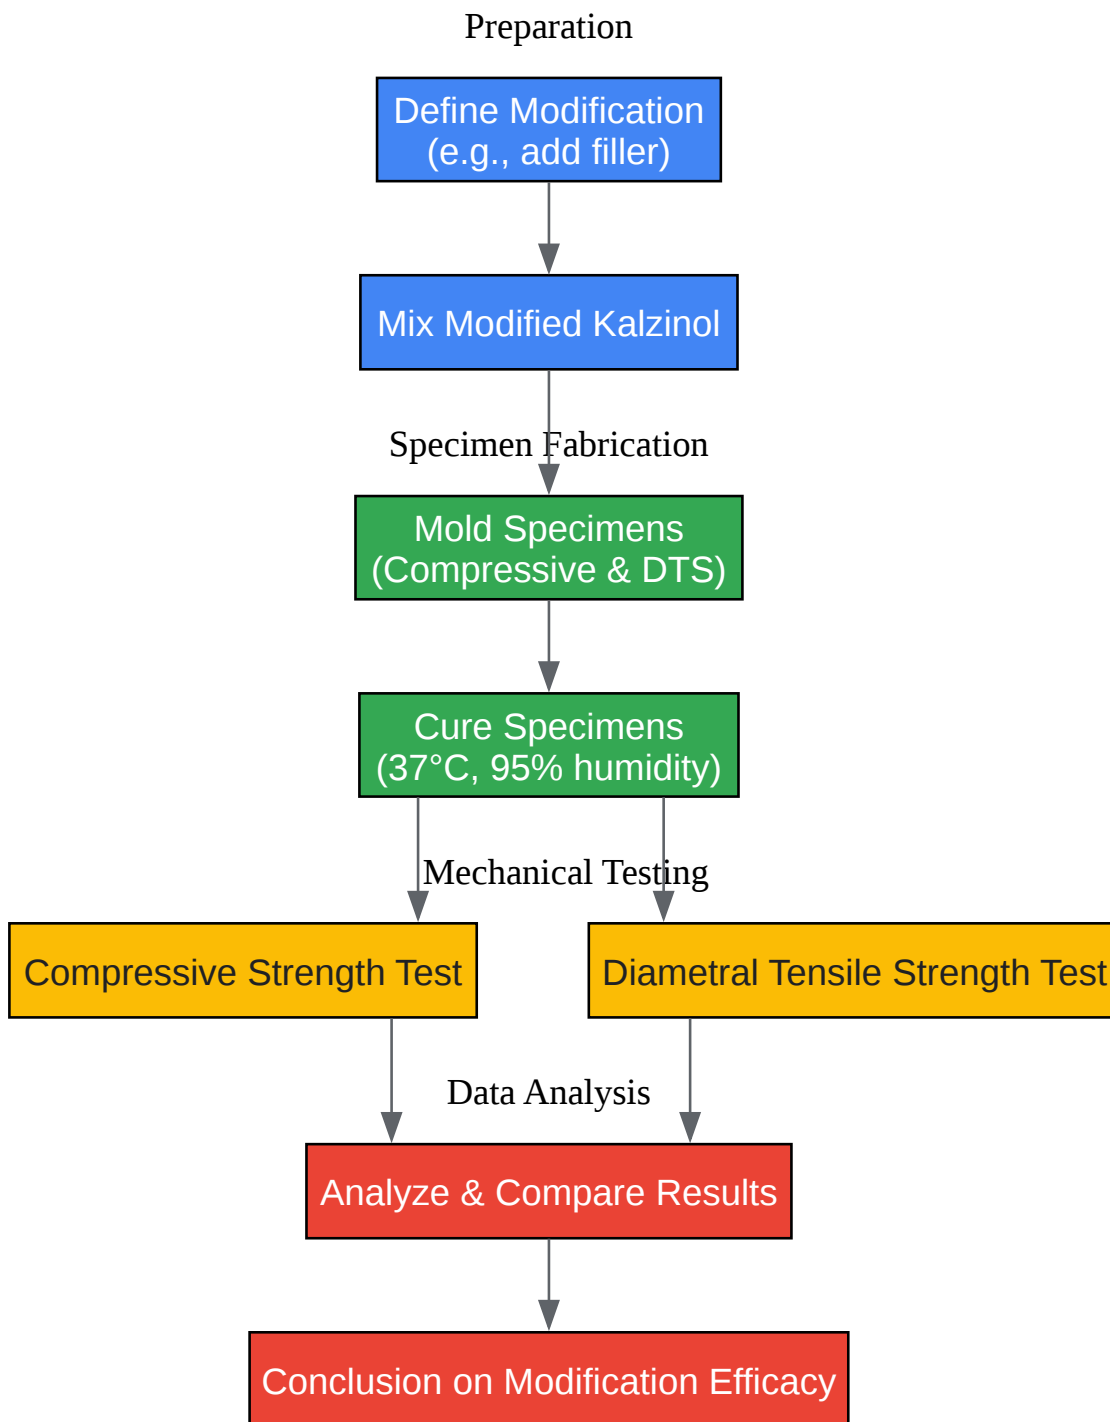 Preparation
Define Modification
(e.g., add filler)
Mix Modified Kalzinol
Specimen Fabrication
Mold Specimens
(Compressive & DTS)
Cure Specimens
(37°C, 95% humidity)
Mechanical Testing
Compressive Strength Test
Diametral Tensile Strength Test
Data Analysis
Analyze & Compare Results
Conclusion on Modification Efficacy